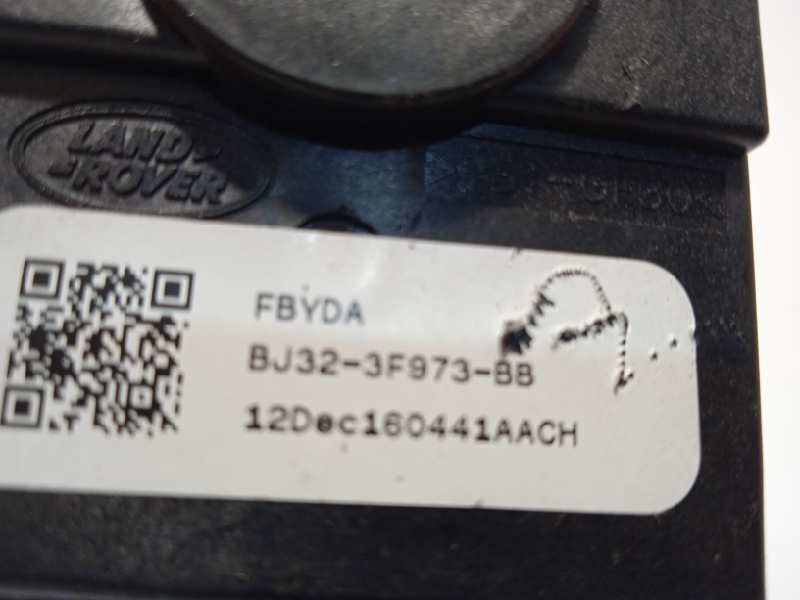 LAND
ROVER
FBYDA
BJ32-3F973-BB
12Dec160441AACH